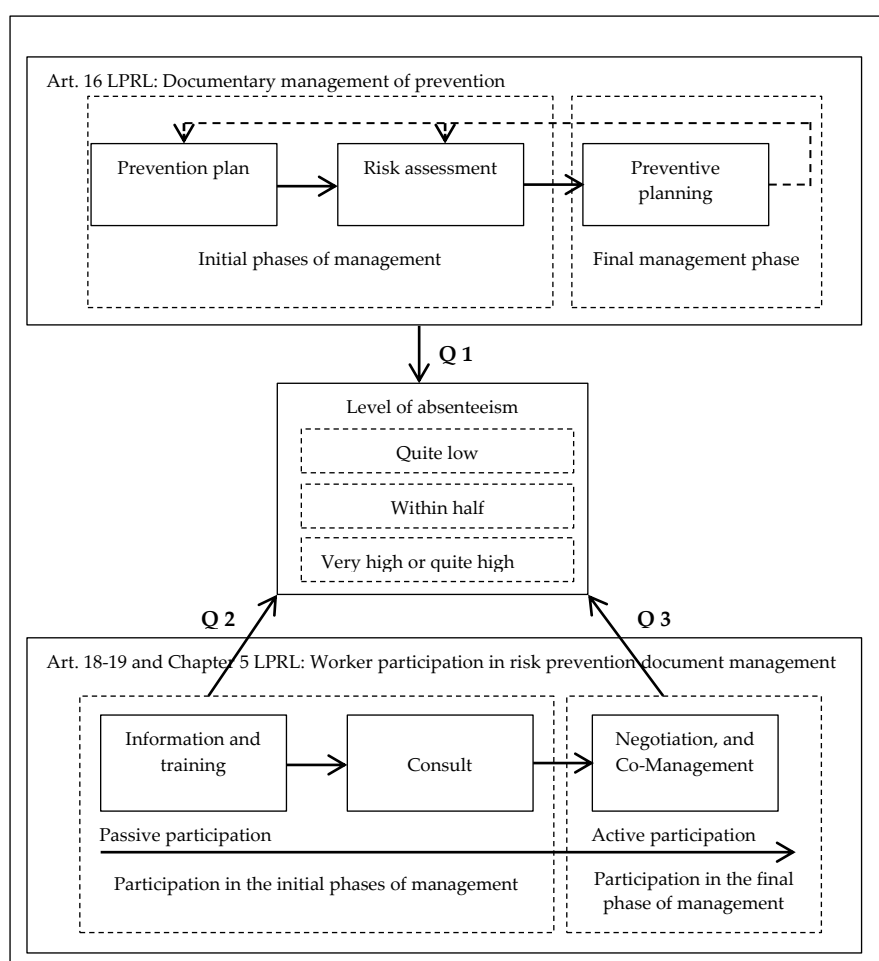 Art. 16 LPRL: Documentary management of prevention
Prevention plan
Risk assessment
Preventive
planning
Initial phases of management
Final management phase
Q 1
Level of absenteeism
Quite low
Within half
Very high or quite high
Q 2
Q 3
Art. 18-19 and Chapter 5 LPRL: Worker participation in risk prevention document management
Information and
training
Consult
Negotiation, and
Co-Management
Passive participation
Active participation
Participation in the initial phases of management
Participation in the final
phase of management